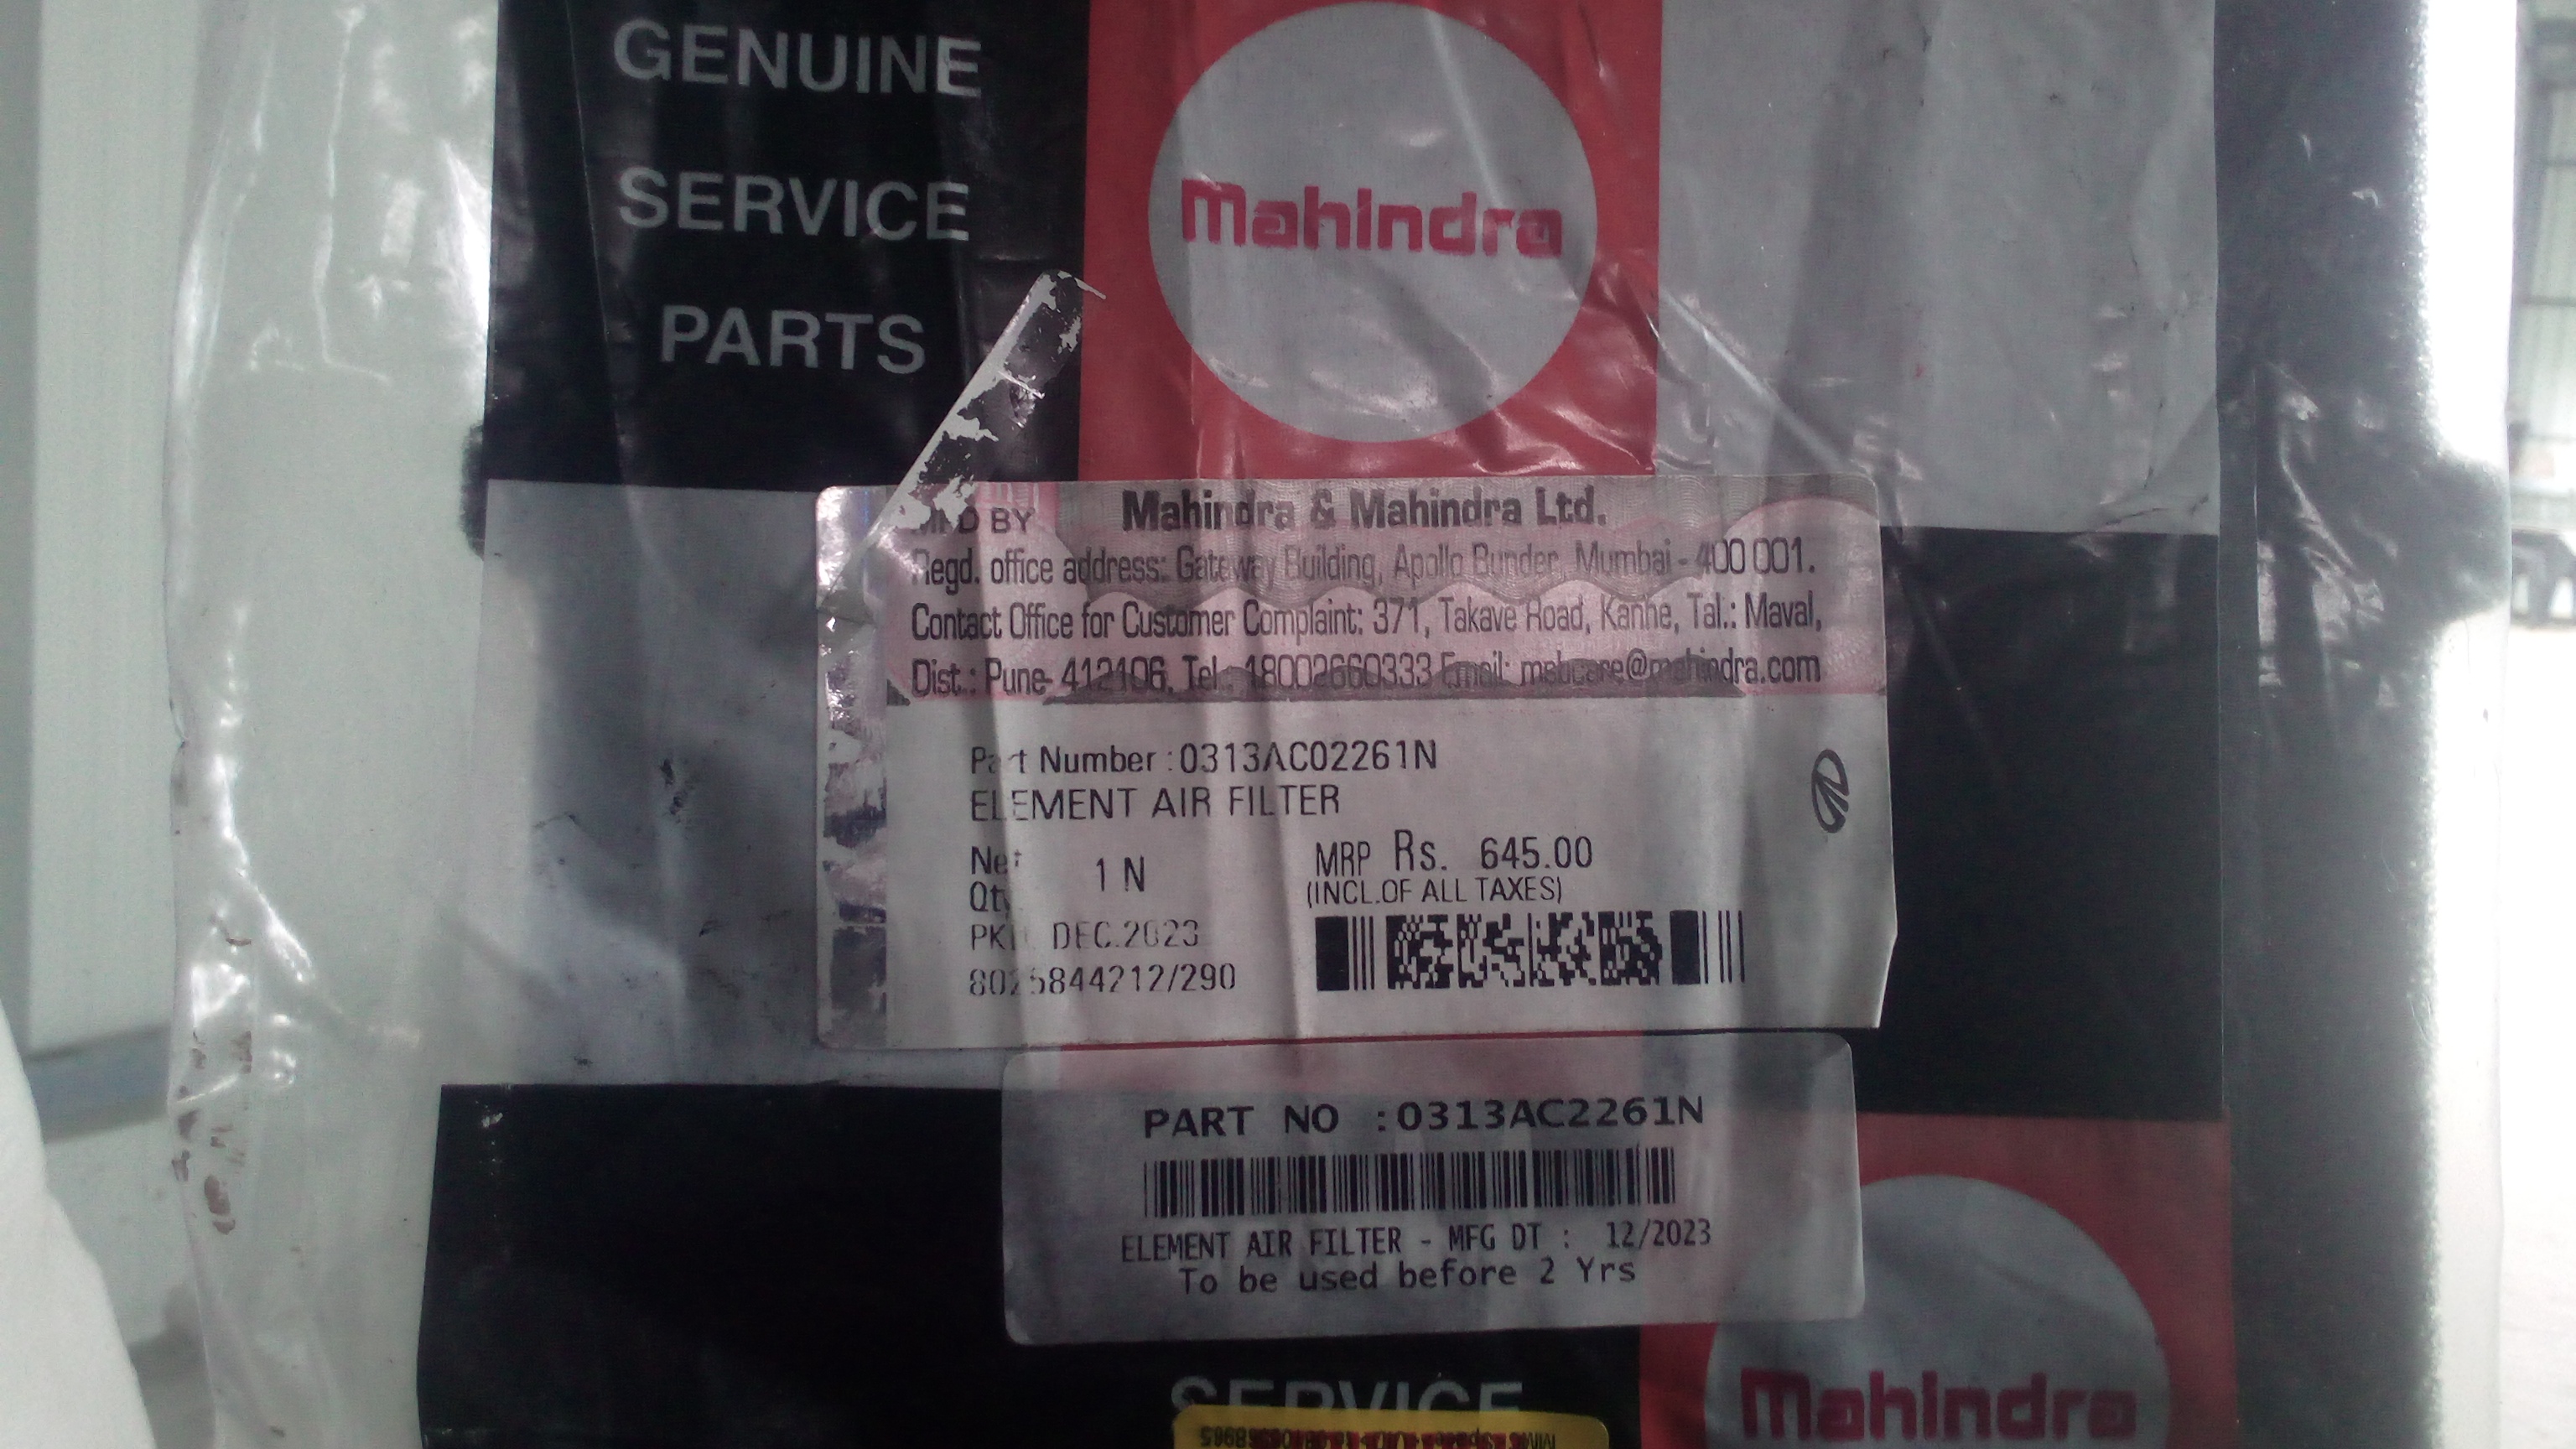 GENUINE
SERVICE
PARTS
Mahindra
MFD BY Mahindra & Mahindra Ltd.
Regd. office address: Gateway Building, Apollo Bunder, Mumbai - 400 001.
Contact Office for Customer Complaint: 371, Takave Road, Kanhe, Tal.: Maval,
Dist.: Pune- 412106, Tel.: 18002660333 Email: msbcare@mahindra.com
Part Number : 0313AC02261N
ELEMENT AIR FILTER
Net
Qty
1 N
MRP Rs. 645.00
(INCL.OF ALL TAXES)
PKD DEC.2023
8025844212/290
PART NO :0313AC2261N
ELEMENT AIR FILTER - MFG DT : 12/2023
To be used before 2 Yrs
SERVICE
Mahindra